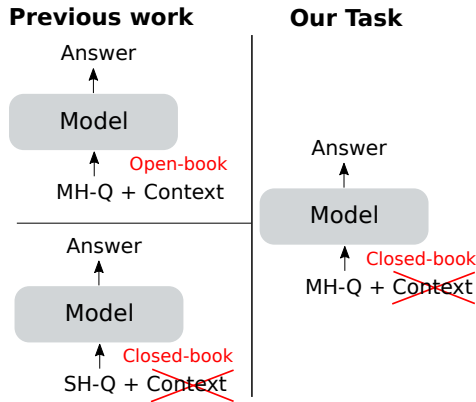 Previous work
Answer
Model
Open-book
MH-Q + Context
Answer
Model
Closed-book
SH-Q + Context
Our Task
Answer
Model
Closed-book
MH-Q + Context